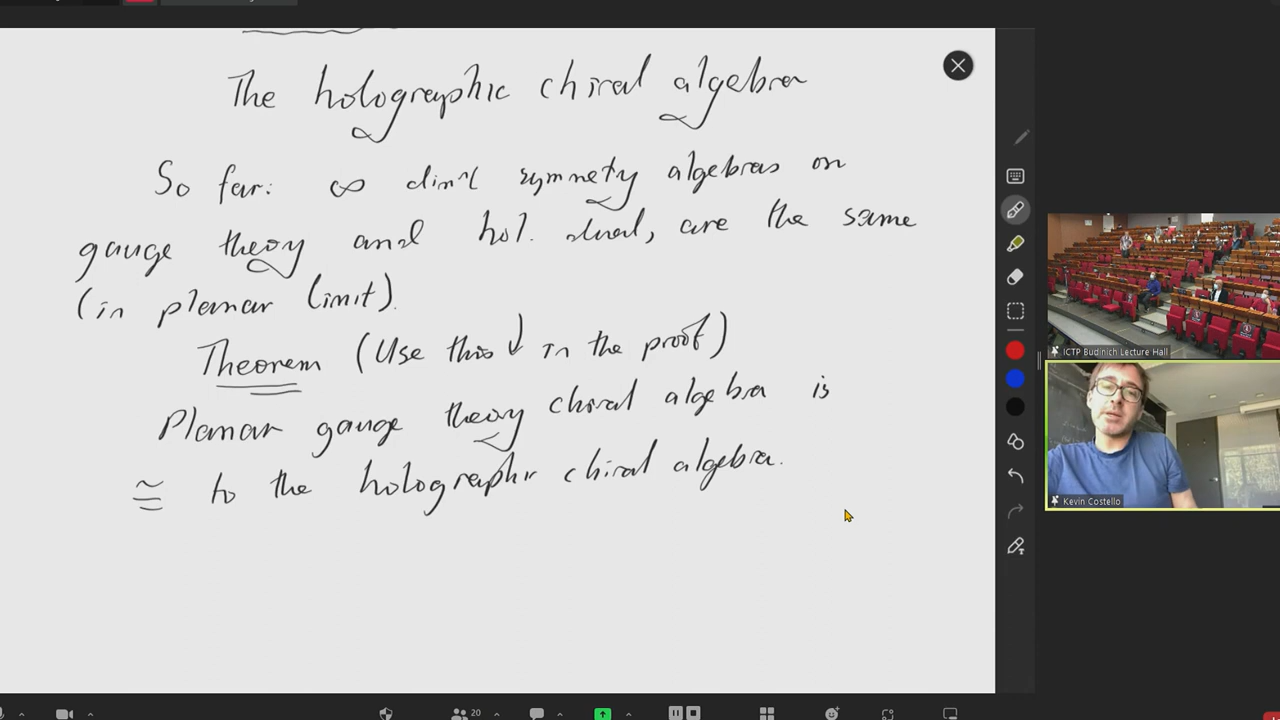 The holographic chiral algebra
So far: ∞ dim'l symmety algebras on
gauge theory and hol. dual, are the same
(in planar limit).
Theorem (Use this ↓ in the proof)
Planar gauge theory chiral algebra is
≅ to the holographic chiral algebra.
ICTP Budinich Lecture Hall
Kevin Costello
20